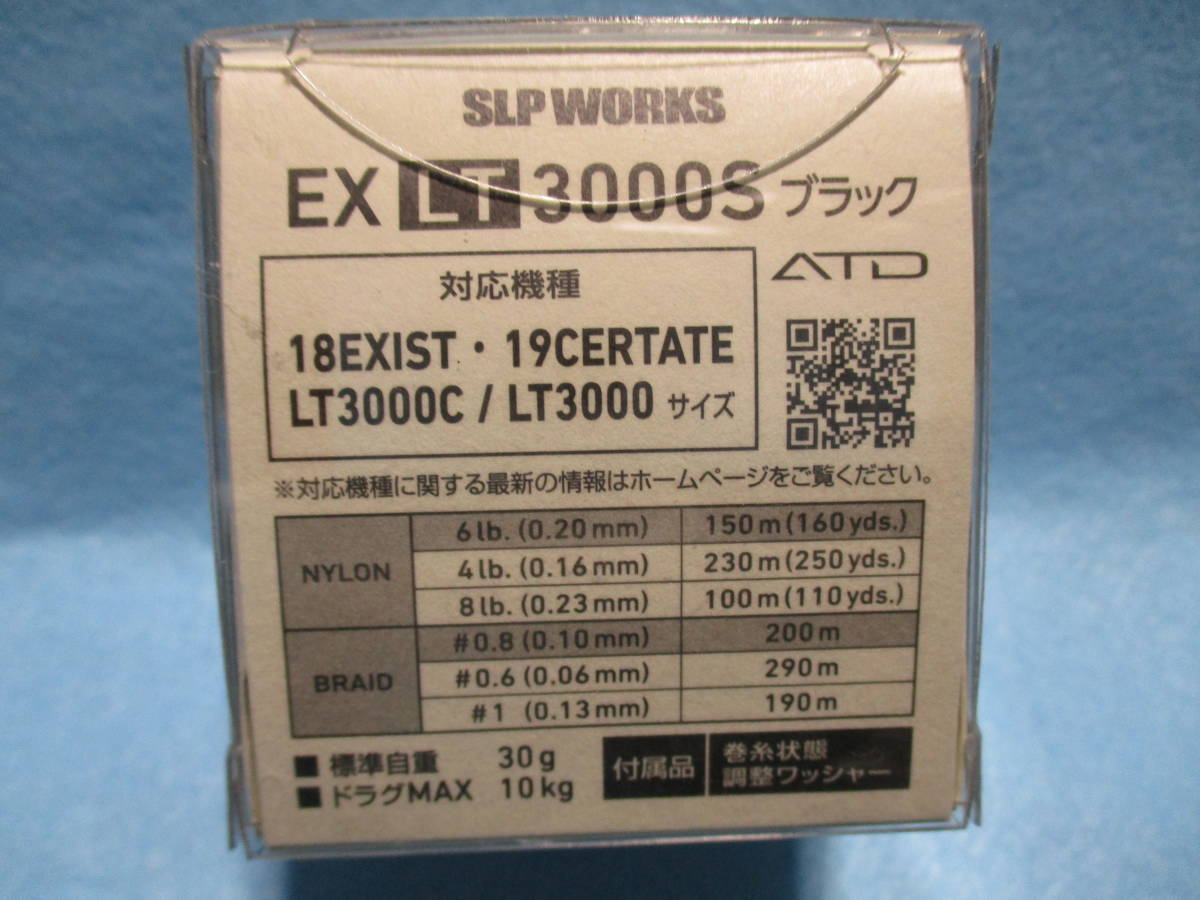 SLP WORKS
EX LT 3000S ブラック
ATD
対応機種
18EXIST・19CERTATE
LT3000C / LT3000 サイズ
※対応機種に関する最新の情報はホームページをご覧ください。
NYLON
6lb. (0.20mm) 150m(160yds.)
4lb. (0.16mm) 230m(250yds.)
8lb. (0.23mm) 100m(110yds.)
BRAID
#0.8 (0.10mm) 200m
#0.6 (0.06mm) 290m
#1 (0.13mm) 190m
■ 標準自重 30g
■ ドラグMAX 10kg
付属品
巻糸状態
調整ワッシャー